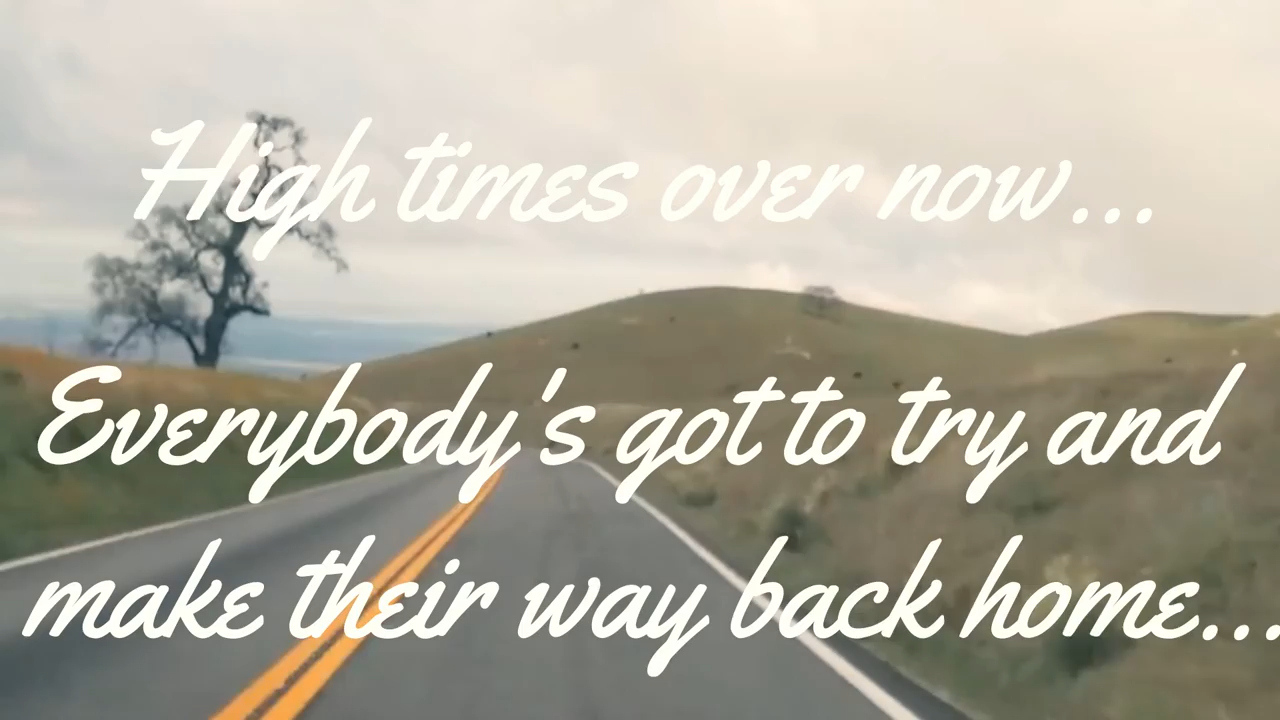 High times over now...
Everybody's got to try and
make their way back home...